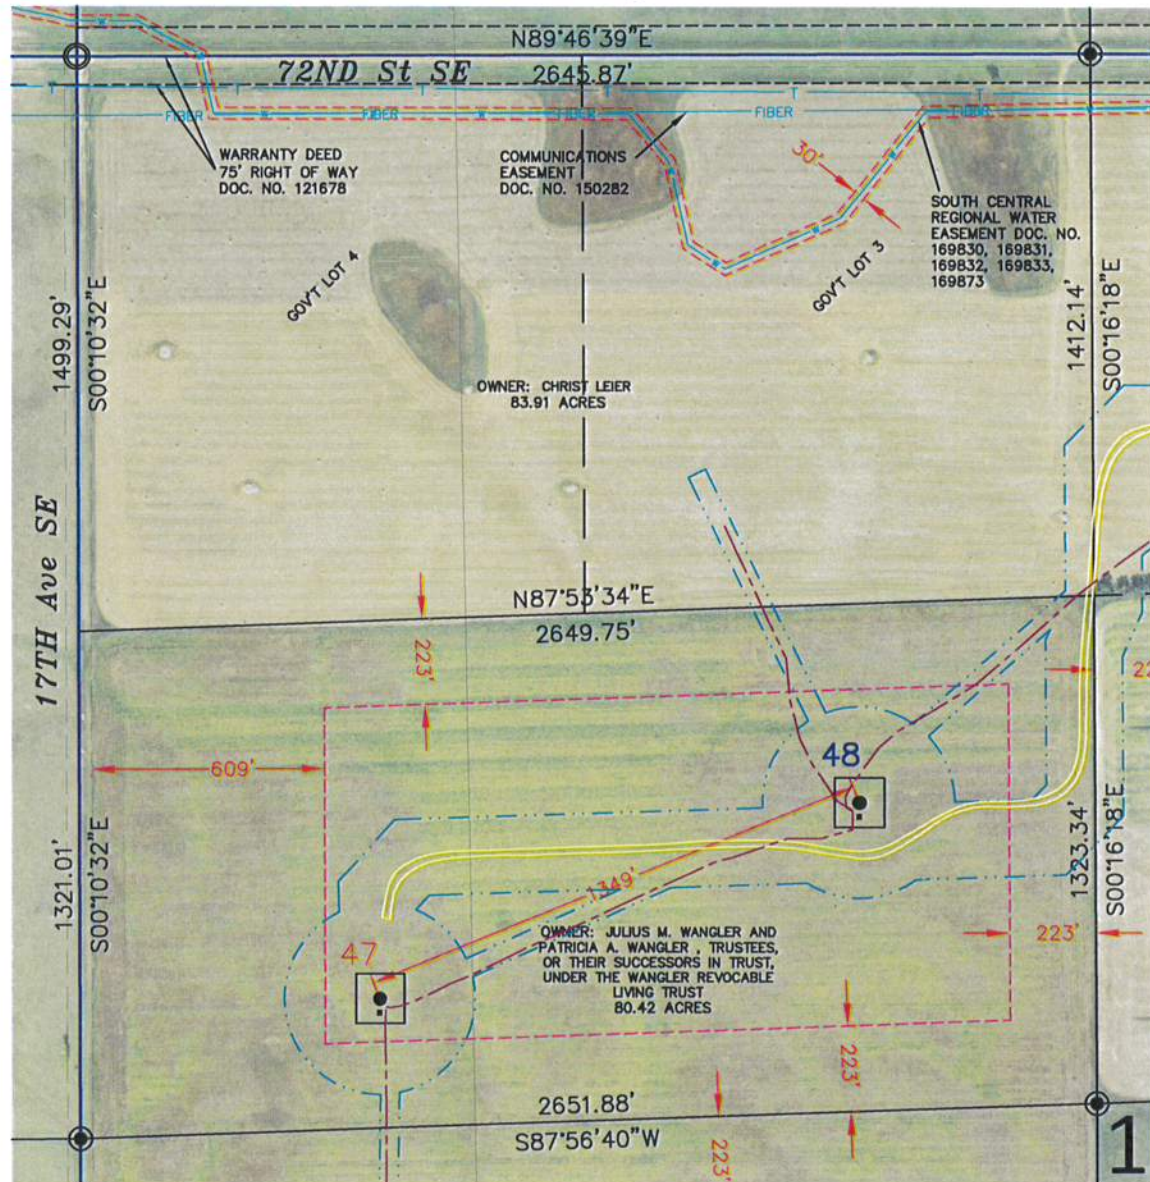 N89°46'39"E
72ND St SE
2645.87'
T
T
T
T
T
FIBER
FIBER
FIBER
FIBER
FIBER
WARRANTY DEED
75' RIGHT OF WAY
DOC. NO. 121678
COMMUNICATIONS
EASEMENT
DOC. NO. 150282
30'
SOUTH CENTRAL
REGIONAL WATER
EASEMENT DOC. NO.
169830, 169831,
169832, 169833,
169873
GOV'T LOT 4
GOV'T LOT 3
1499.29'
S00°10'32"E
1412.14'
S00°16'18"E
OWNER: CHRIST LEIER
83.91 ACRES
17TH Ave SE
N87°53'34"E
2649.75'
223'
609'
48
1349'
1321.01'
S00°10'32"E
1323.34'
S00°16'18"E
47
OWNER: JULIUS M. WANGLER AND
PATRICIA A. WANGLER , TRUSTEES,
OR THEIR SUCCESSORS IN TRUST,
UNDER THE WANGLER REVOCABLE
LIVING TRUST
80.42 ACRES
223'
223'
2651.88'
S87°56'40"W
223'
1